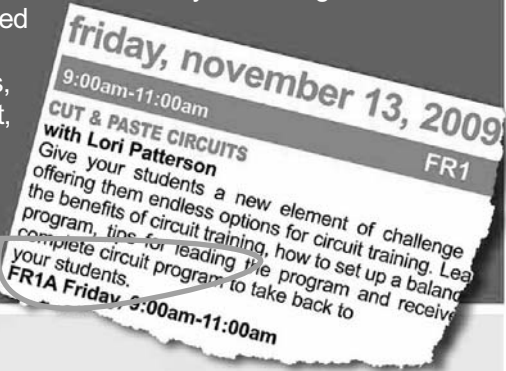 ed
s,
t,
friday, november 13, 2009
9:00am-11:00am
FR1
CUT & PASTE CIRCUITS
with Lori Patterson
Give your students a new element of challenge
offering them endless options for circuit training. Lea
the benefits of circuit training, how to set up a balanc
program, tips for leading the program and receive
complete circuit program to take back to
your students.
FR1A Friday, 9:00am-11:00am